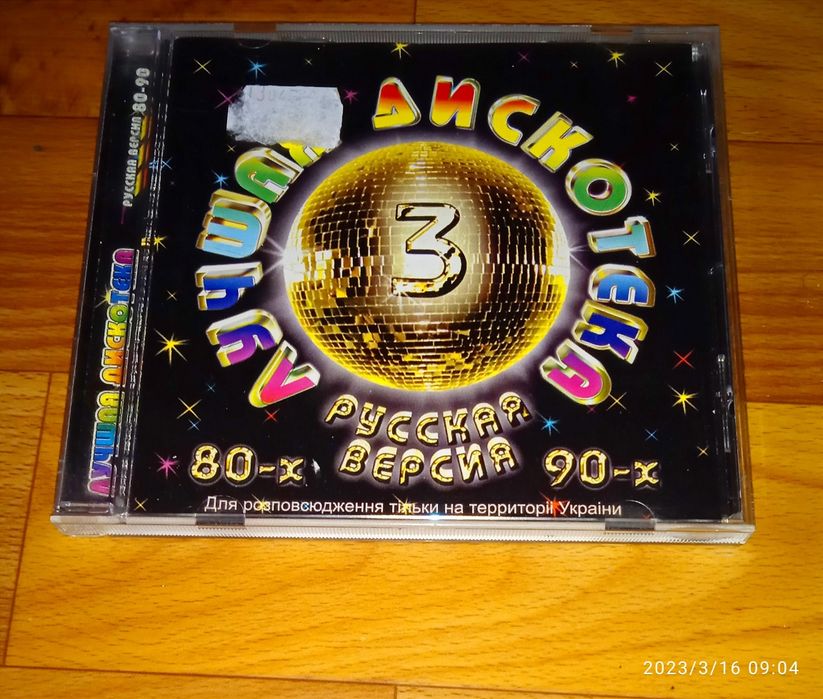 ЛУЧШАЯ ДИСКОТЕКА
3
РУССКАЯ
ВЕРСИЯ
80-х
90-х
Для розповсюдження тільки на территорії України
ЛУЧШАЯ ДИСКОТЕКА
РУССКАЯ ВЕРСИЯ 80-90
2023/3/16 09:04